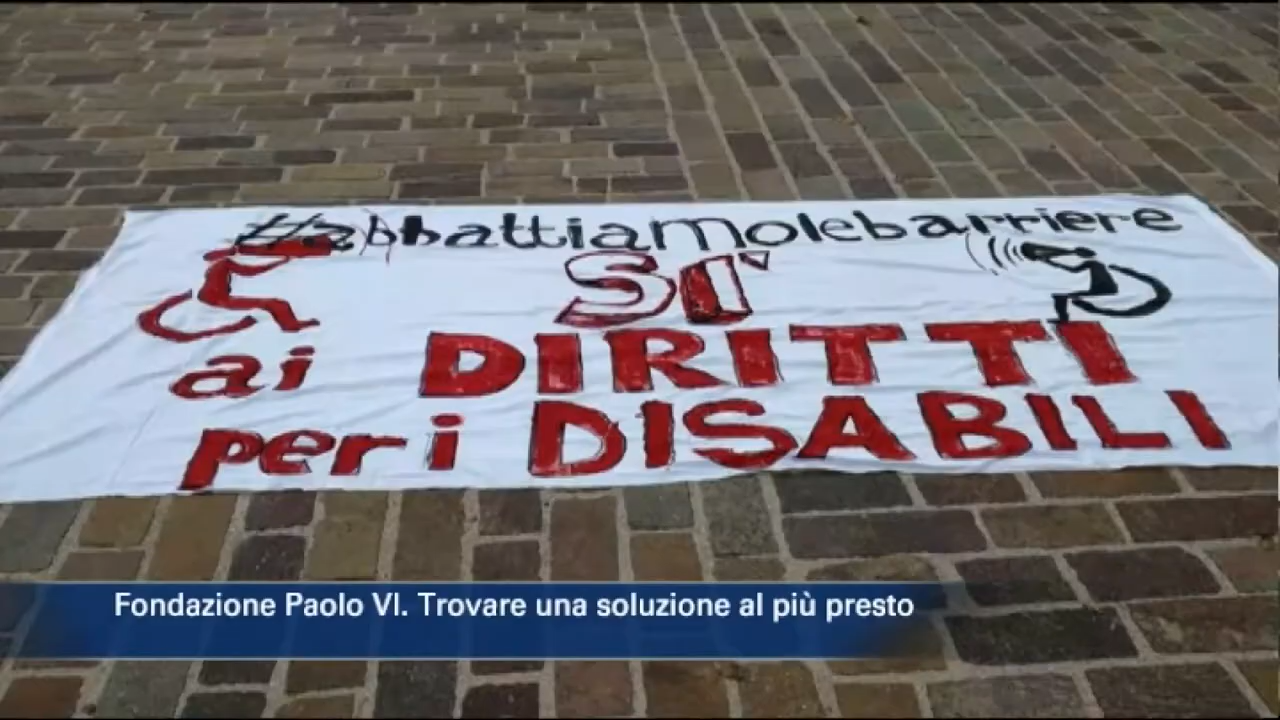 #abbattiamolebarriere
SI'
ai DIRITTI
per i DISABILI
Fondazione Paolo VI. Trovare una soluzione al più presto